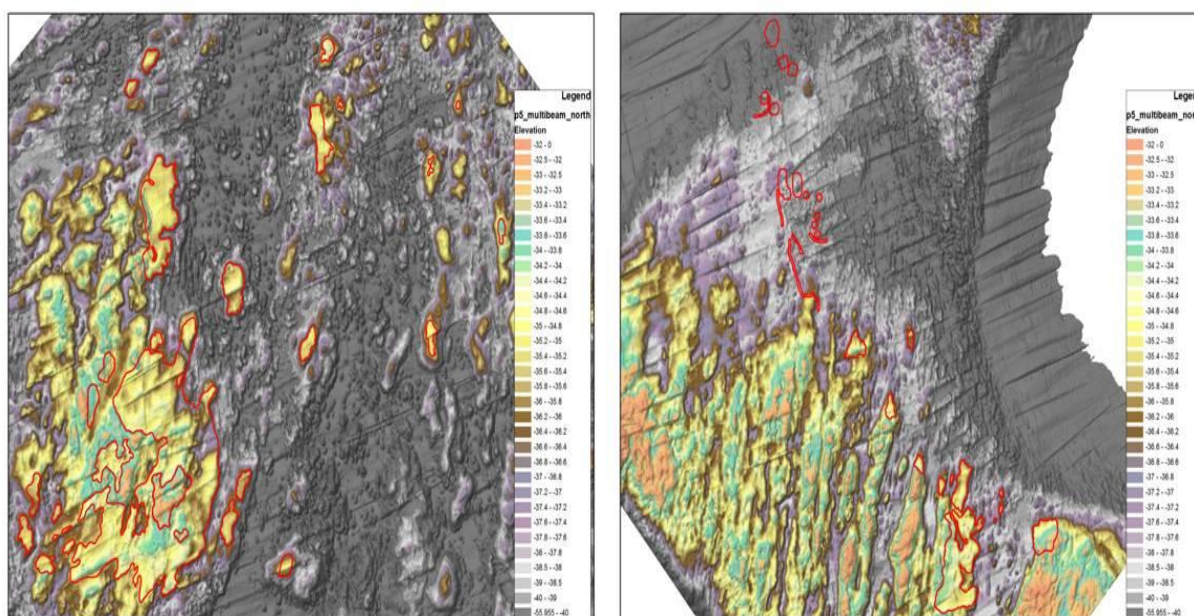 Legend
p5_multibeam_north
Elevation
-32 - 0
-32.5 - -32
-33 - -32.5
-33.2 - -33
-33.4 - -33.2
-33.6 - -33.4
-33.8 - -33.6
-34 - -33.8
-34.2 - -34
-34.4 - -34.2
-34.6 - -34.4
-34.8 - -34.6
-35 - -34.8
-35.2 - -35
-35.4 - -35.2
-35.6 - -35.4
-35.8 - -35.6
-36 - -35.8
-36.2 - -36
-36.4 - -36.2
-36.6 - -36.4
-36.8 - -36.6
-37 - -36.8
-37.2 - -37
-37.4 - -37.2
-37.6 - -37.4
-37.8 - -37.6
-38 - -37.8
-38.5 - -38
-39 - -38.5
-40 - -39
-55.955 - -40
Leger
p5_multibeam_nor
Elevation
-32 - 0
-32.5 - -32
-33 - -32.5
-33.2 - -33
-33.4 - -33.2
-33.6 - -33.4
-33.8 - -33.6
-34 - -33.8
-34.2 - -34
-34.4 - -34.2
-34.6 - -34.4
-34.8 - -34.6
-35 - -34.8
-35.2 - -35
-35.4 - -35.2
-35.6 - -35.4
-35.8 - -35.6
-36 - -35.8
-36.2 - -36
-36.4 - -36.2
-36.6 - -36.4
-36.8 - -36.6
-37 - -36.8
-37.2 - -37
-37.4 - -37.2
-37.6 - -37.4
-37.8 - -37.6
-38 - -37.8
-38.5 - -38
-39 - -38.5
-40 - -39
-55.955 - -40